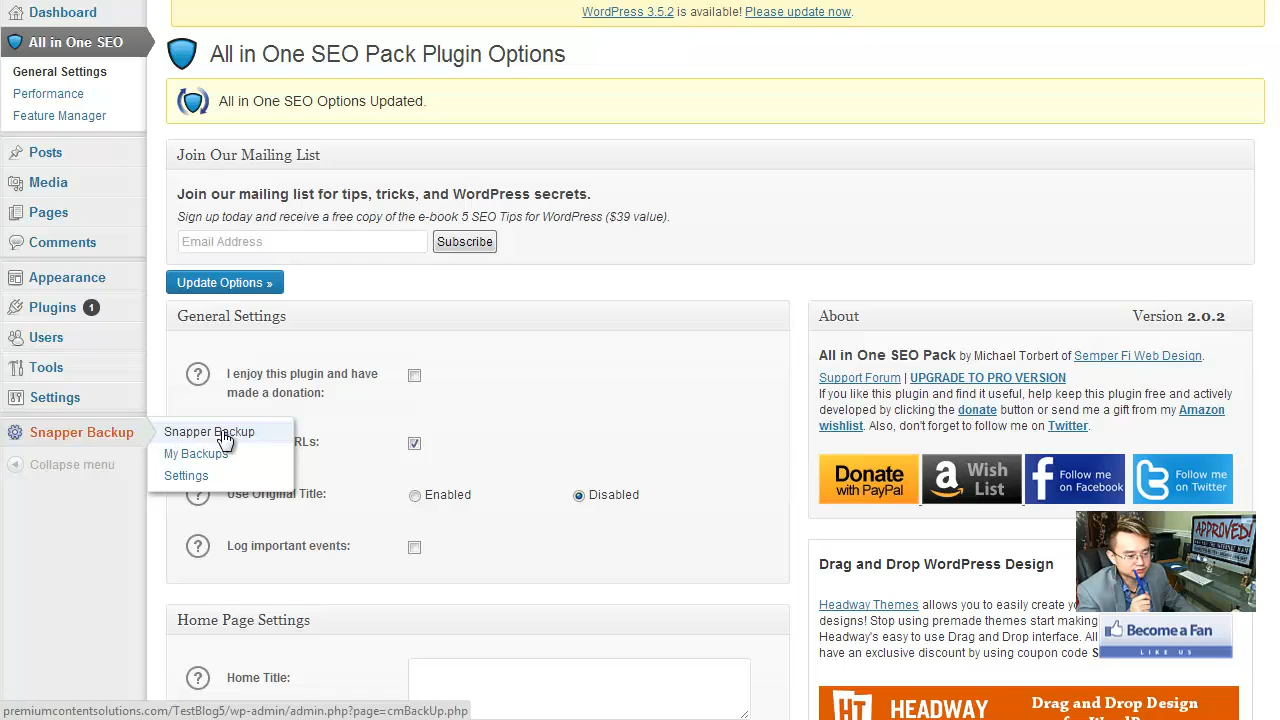 Dashboard
All in One SEO
General Settings
Performance
Feature Manager
Posts
Media
Pages
Comments
Appearance
Plugins 1
Users
Tools
Settings
Snapper Backup
Collapse menu
Snapper Backup
My Backups
Settings
WordPress 3.5.2 is available! Please update now.
All in One SEO Pack Plugin Options
All in One SEO Options Updated.
Join Our Mailing List
Join our mailing list for tips, tricks, and WordPress secrets.
Sign up today and receive a free copy of the e-book 5 SEO Tips for WordPress ($39 value).
Email Address Subscribe
Update Options »
General Settings
? I enjoy this plugin and have
made a donation:
RLs:
? Use Original Title: Enabled Disabled
? Log important events:
Home Page Settings
? Home Title:
About Version 2.0.2
All in One SEO Pack by Michael Torbert of Semper Fi Web Design.
Support Forum | UPGRADE TO PRO VERSION
If you like this plugin and find it useful, help keep this plugin free and actively
developed by clicking the donate button or send me a gift from my Amazon
wishlist. Also, don't forget to follow me on Twitter.
Donate
with PayPal
a Wish
List
f Follow me
on Facebook
t Follow me
on Twitter
APPROVED!
Drag and Drop WordPress Design
Headway Themes allows you to easily create
designs! Stop using premade themes start making
Headway's easy to use Drag and Drop interface. All
have an exclusive discount by using coupon code
Become a Fan
LIKE US
HT HEADWAY
Drag and Drop Design
premiumcontentsolutions.com/TestBlog5/wp-admin/admin.php?page=cmBackUp.php